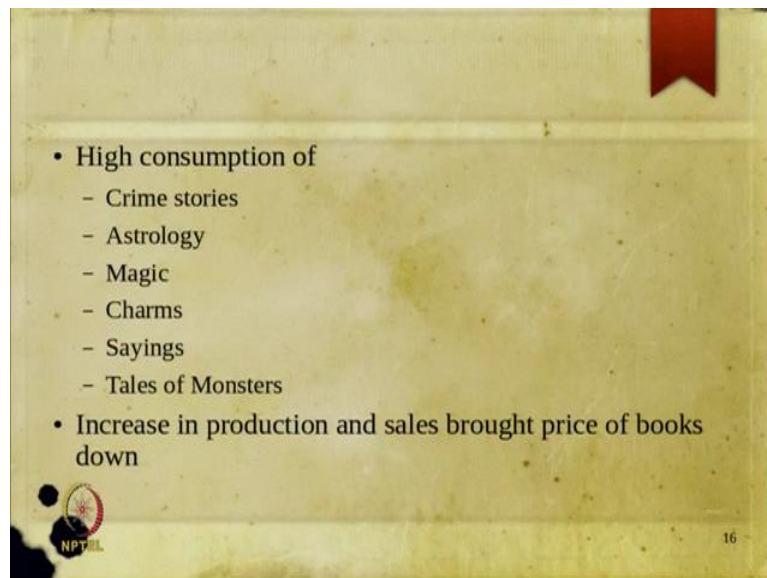 • High consumption of
– Crime stories
– Astrology
– Magic
– Charms
– Sayings
– Tales of Monsters
• Increase in production and sales brought price of books
down
NPTEL
16